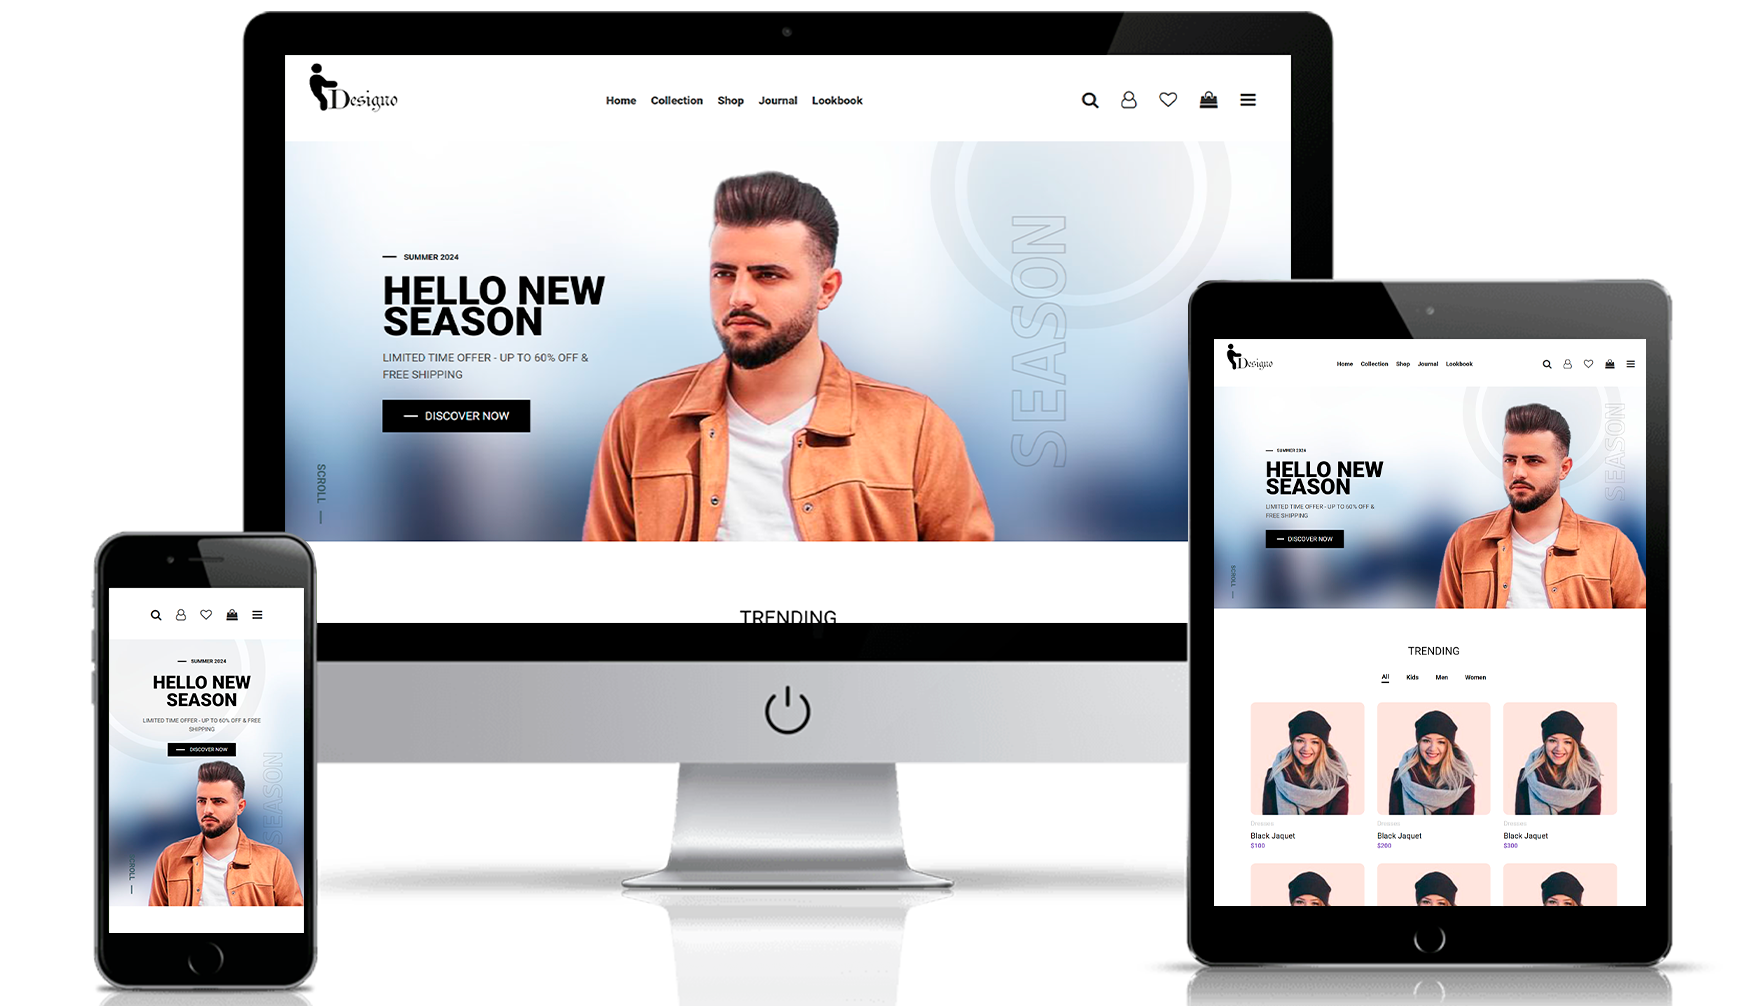 Designo
Home Collection Shop Journal Lookbook
SUMMER 2024
HELLO NEW
SEASON
LIMITED TIME OFFER - UP TO 60% OFF &
FREE SHIPPING
DISCOVER NOW
SCROLL
SEASON
TRENDING
SUMMER 2024
HELLO NEW
SEASON
LIMITED TIME OFFER - UP TO 60% OFF & FREE
SHIPPING
DISCOVER NOW
SEASON
SCROLL
Designo
Home Collection Shop Journal Lookbook
SUMMER 2024
HELLO NEW
SEASON
LIMITED TIME OFFER - UP TO 60% OFF &
FREE SHIPPING
DISCOVER NOW
SCROLL
SEASON
TRENDING
All Kids Men Women
Dresses Dresses Dresses
Black Jaquet Black Jaquet Black Jaquet
$100 $200 $300